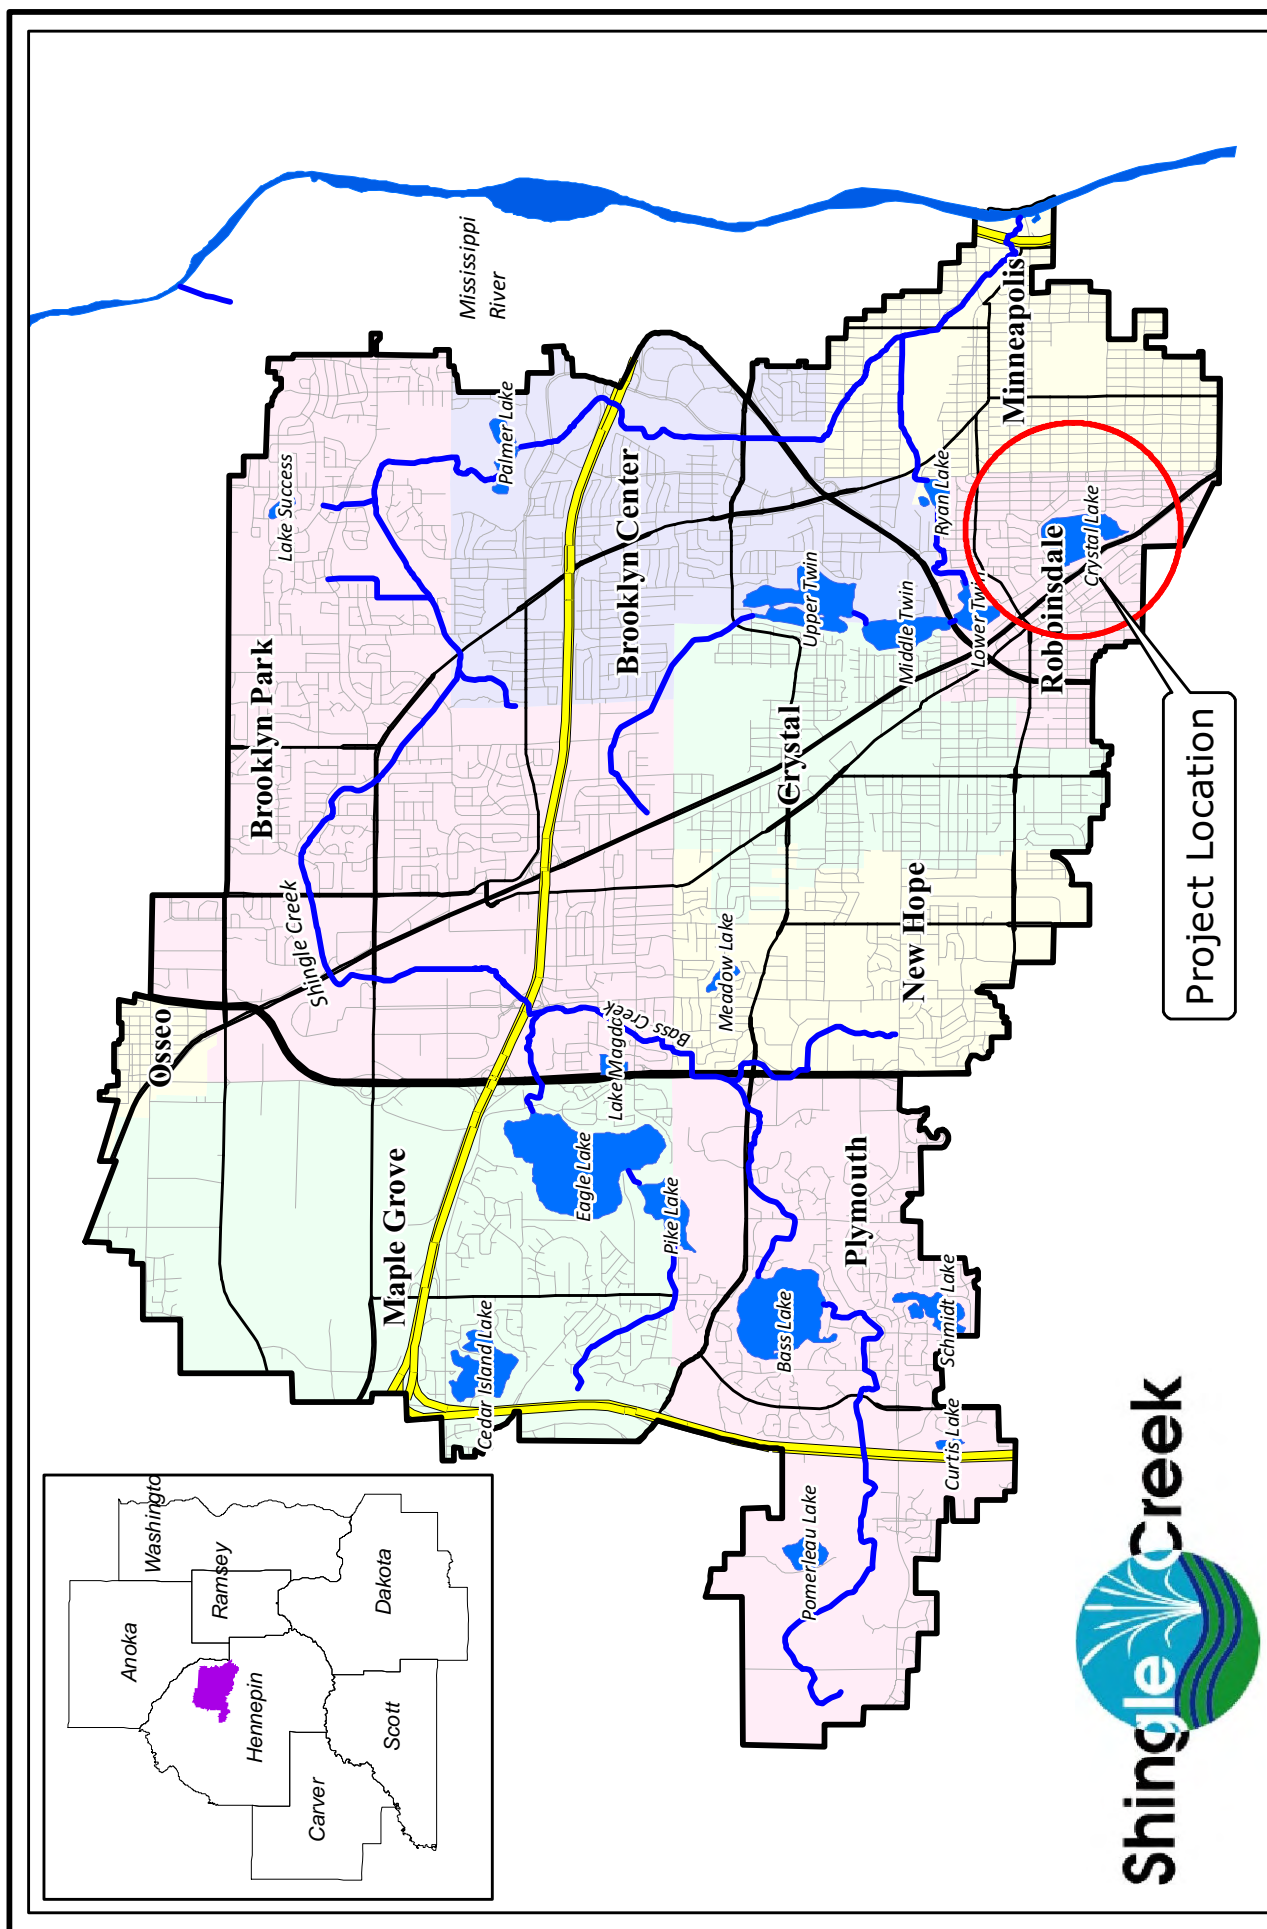 Anoka
Washingto
Ramsey
Hennepin
Carver
Scott
Dakota
Osseo
Brooklyn Park
Lake Success
Shingle Creek
Palmer Lake
Mississippi
River
Maple Grove
Cedar Island Lake
Eagle Lake
Pike Lake
Lake Magda
Bass Creek
Brooklyn Center
Meadow Lake
Crystal
Upper Twin
Middle Twin
Lower Twin
Ryan Lake
Bass Lake
Pomerleau Lake
Plymouth
New Hope
Schmidt Lake
Curtis Lake
Robbinsdale
Crystal Lake
Minneapolis
Project Location
Shingle Creek